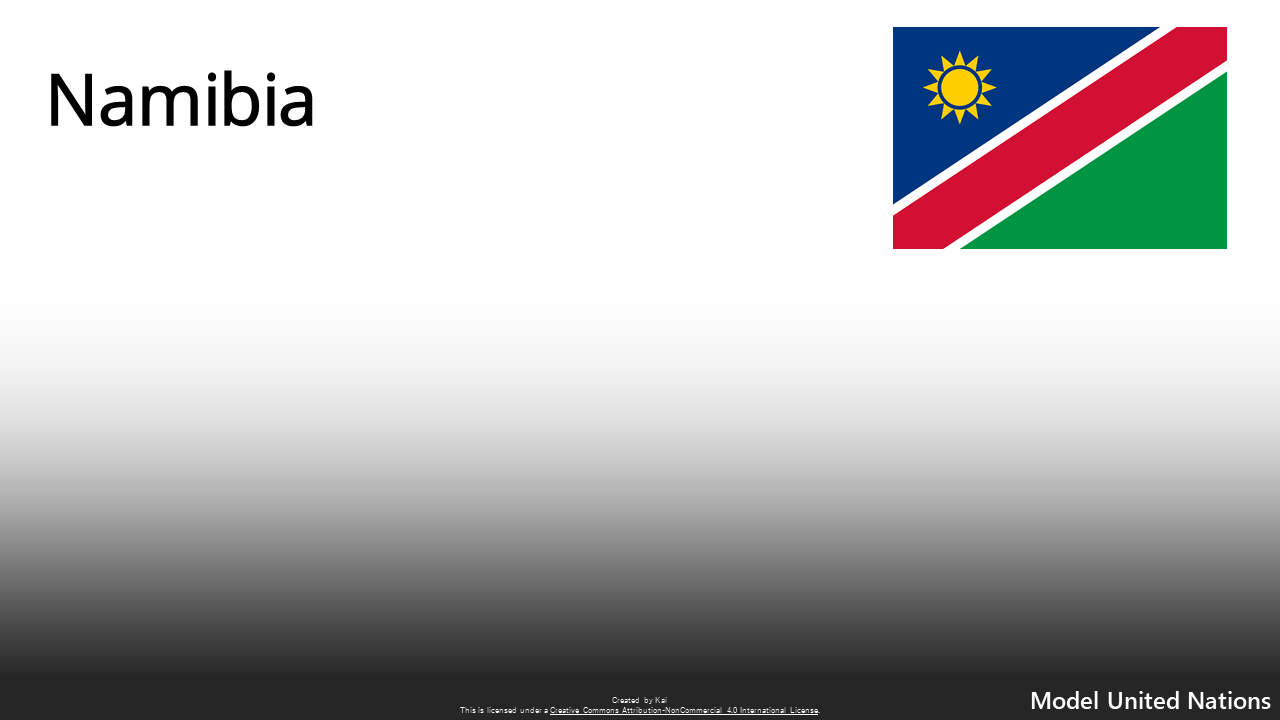 Namibia
Created by Kai
This is licensed under a Creative Commons Attribution-NonCommercial 4.0 International License.
Model United Nations